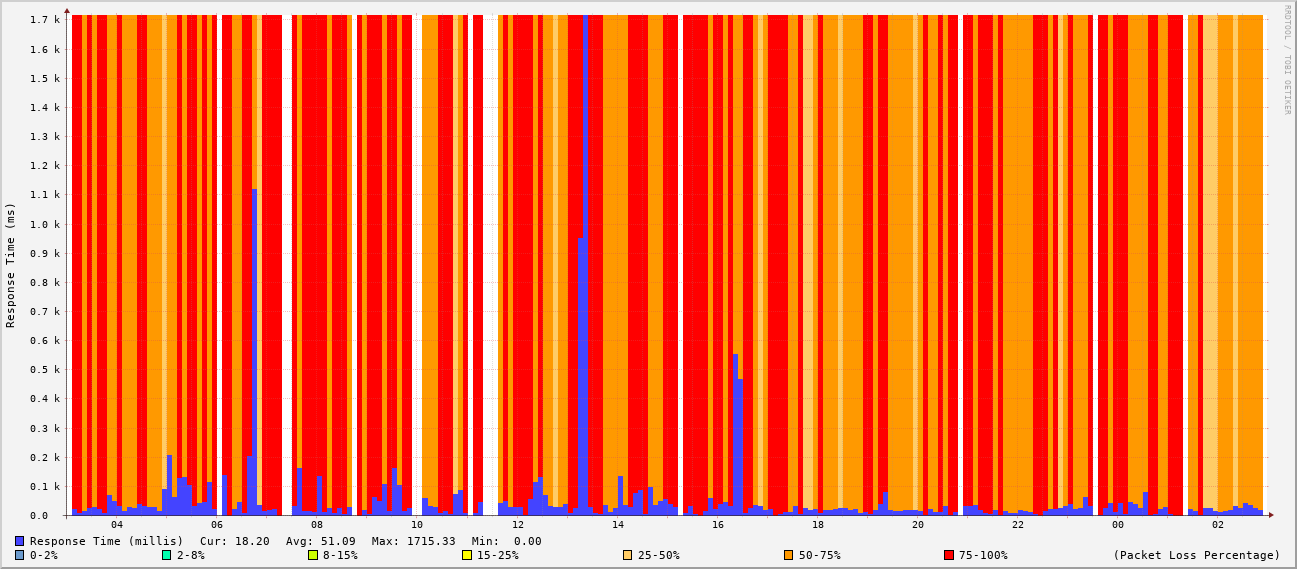 1.7 k
1.6 k
1.5 k
1.4 k
1.3 k
1.2 k
1.1 k
1.0 k
0.9 k
0.8 k
0.7 k
0.6 k
0.5 k
0.4 k
0.3 k
0.2 k
0.1 k
0.0
Response Time (ms)
RRDTOOL / TOBI OETIKER
04 06 08 10 12 14 16 18 20 22 00 02
Response Time (millis) Cur: 18.20 Avg: 51.09 Max: 1715.33 Min: 0.00
0-2% 2-8% 8-15% 15-25% 25-50% 50-75% 75-100% (Packet Loss Percentage)